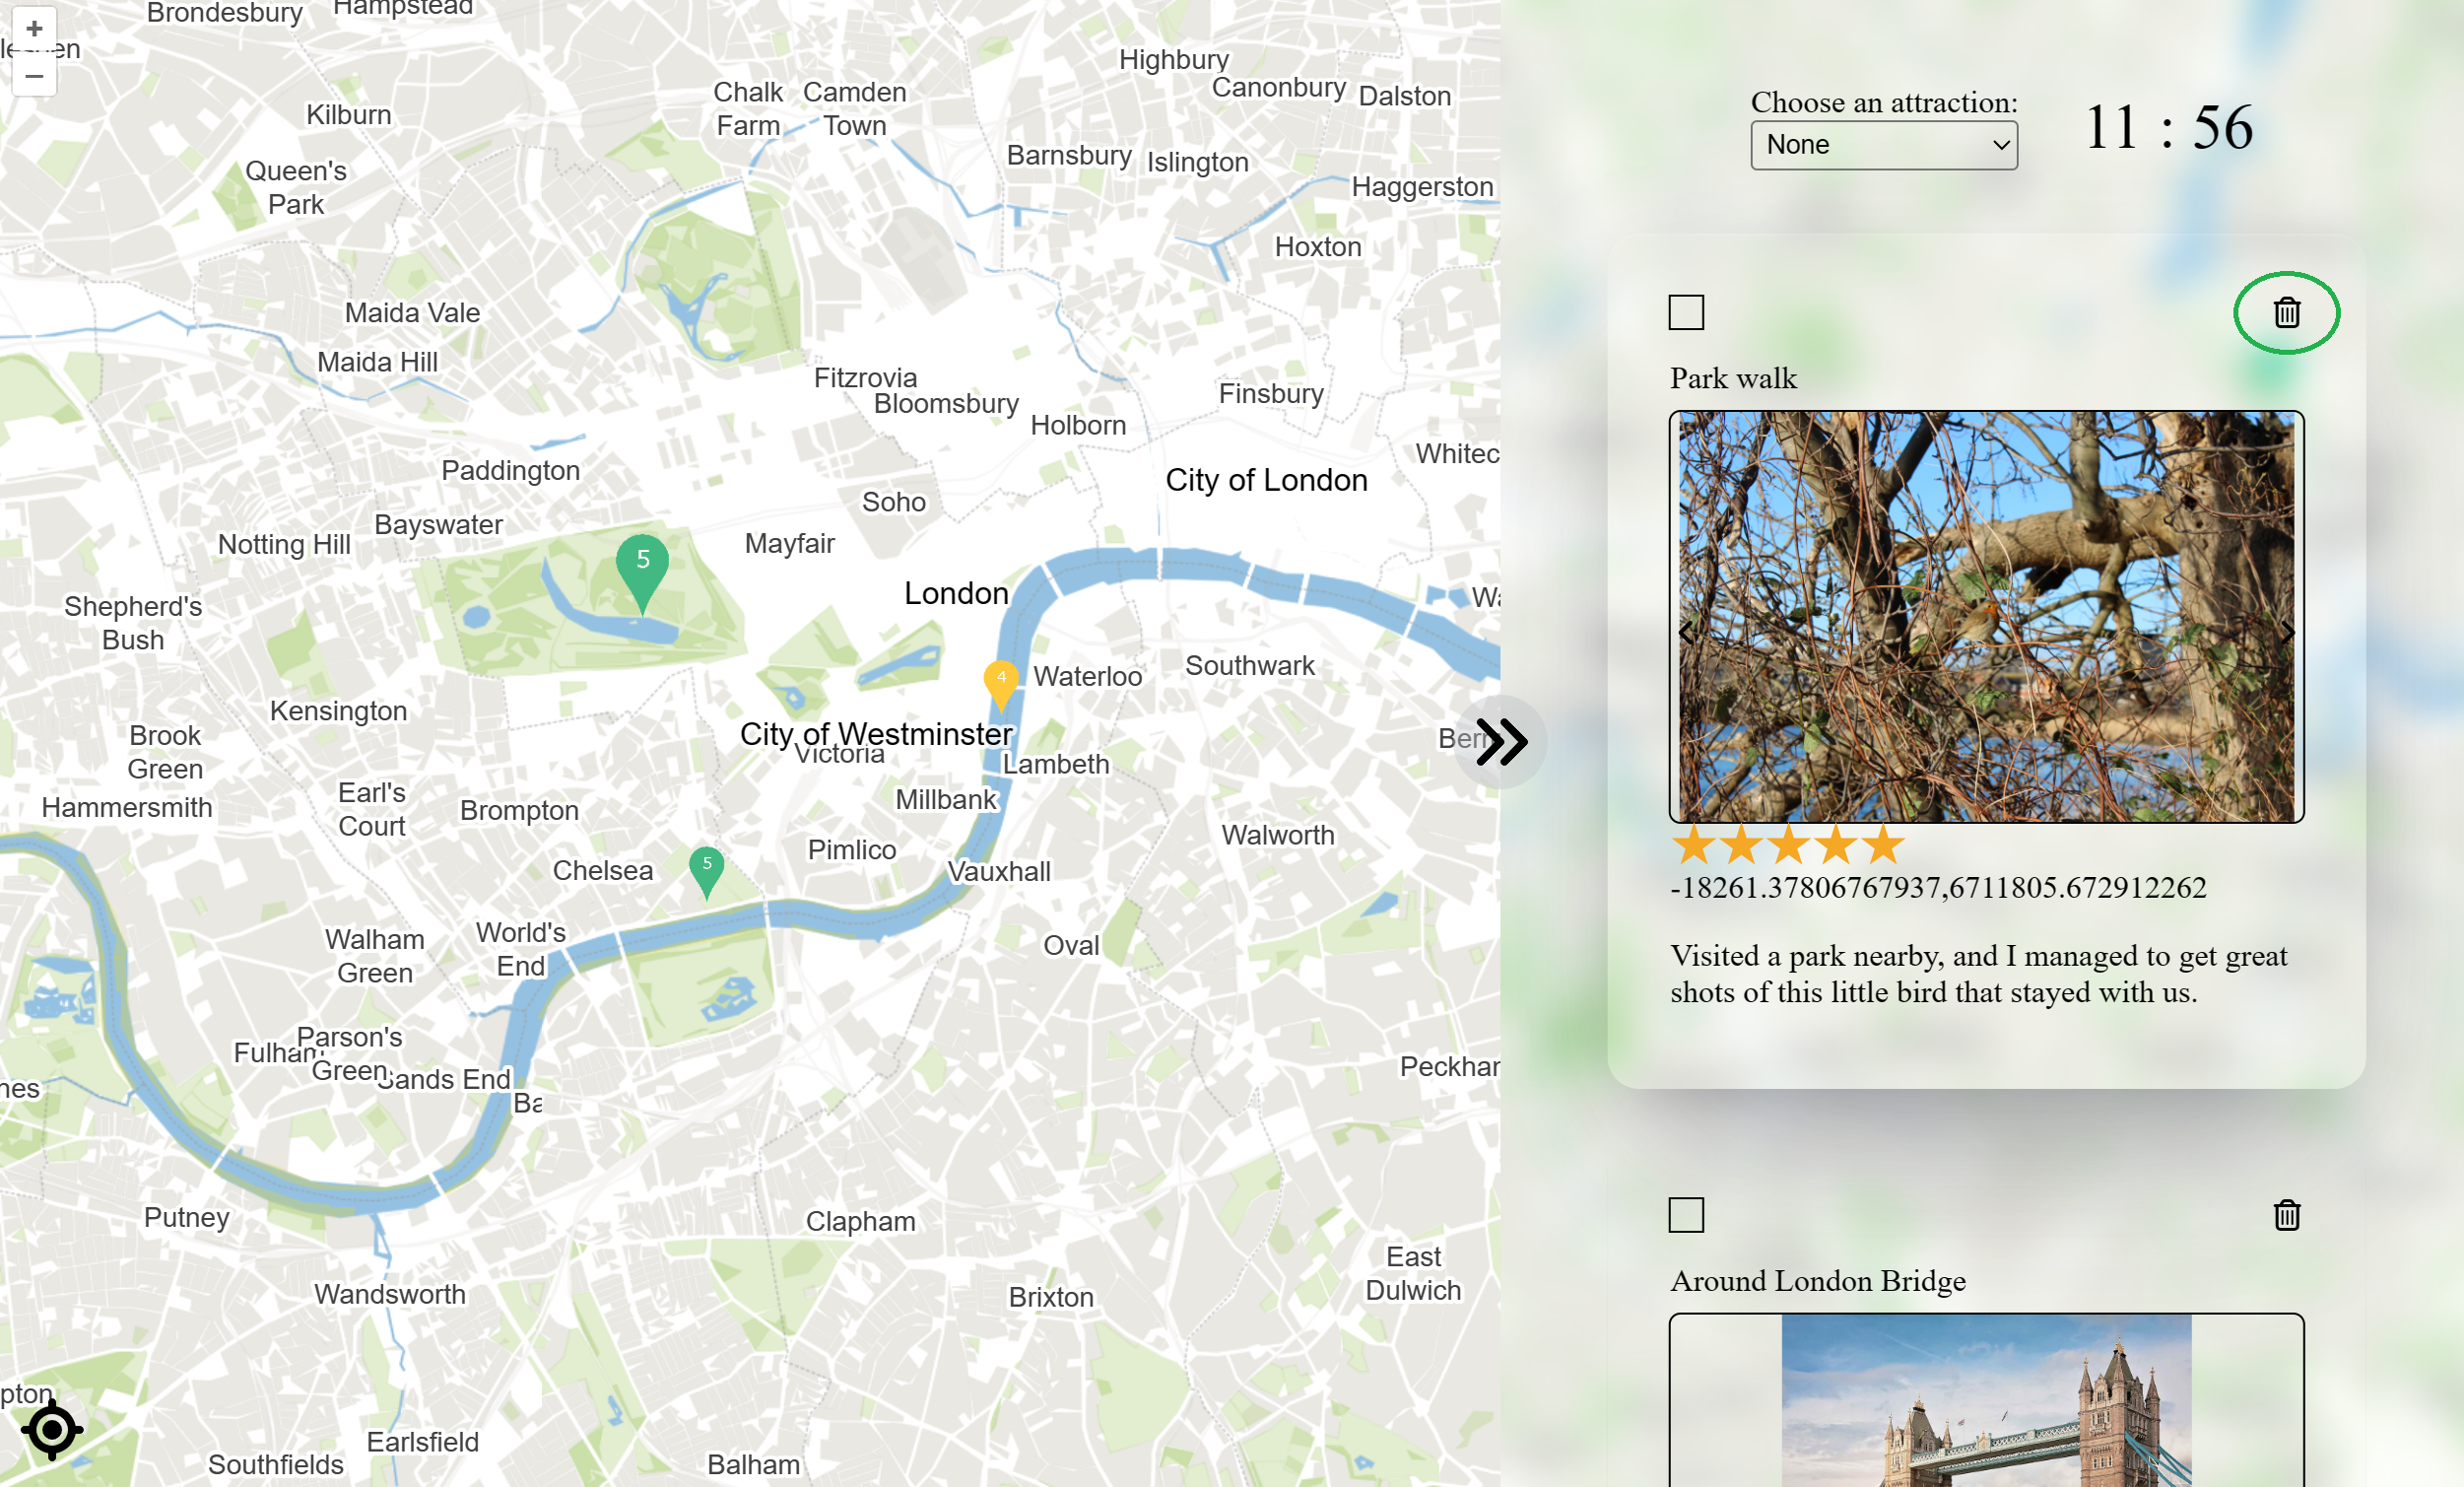 Brondesbury
Hampstead
+
−
Kilburn
Chalk
Farm
Camden
Town
Highbury
Canonbury
Dalston
Barnsbury
Islington
Queen's
Park
Haggerston
Hoxton
Maida Vale
Maida Hill
Fitzrovia
Bloomsbury
Holborn
Finsbury
Whitec
City of London
Paddington
Soho
Bayswater
Notting Hill
Mayfair
5
London
Shepherd's
Bush
4
Waterloo
Southwark
Kensington
City of Westminster
Victoria
Brook
Green
Lambeth
Hammersmith
Earl's
Court
Brompton
Millbank
Walworth
Pimlico
Chelsea
5
Vauxhall
Walham
Green
World's
End
Oval
Parson's
Green
Fulham
Sands End
Ba
Peckhar
nes
Putney
Clapham
East
Dulwich
Wandsworth
Brixton
pton
Earlsfield
Southfields
Balham
Choose an attraction:
None
11 : 56
Park walk
-18261.37806767937,6711805.672912262
Visited a park nearby, and I managed to get great
shots of this little bird that stayed with us.
Around London Bridge